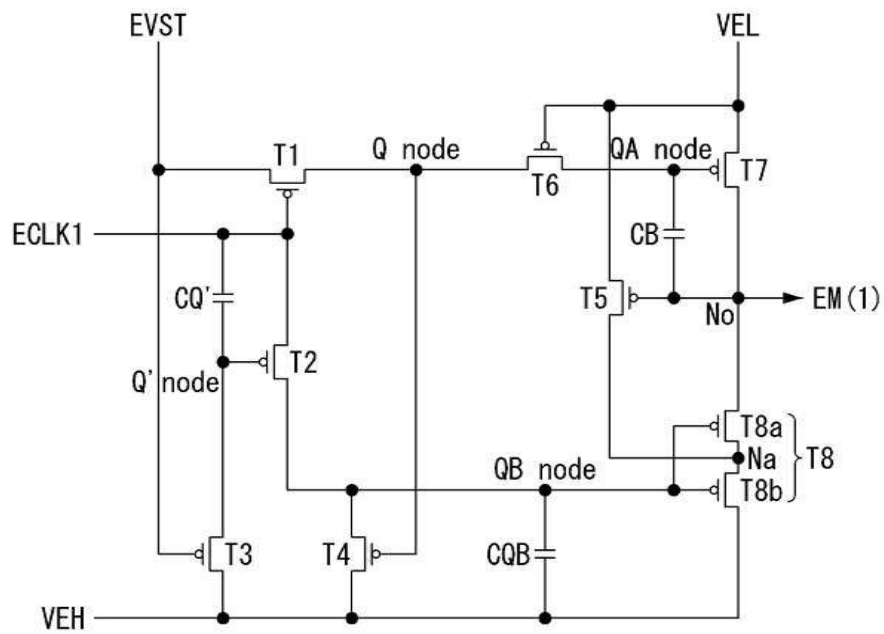 EVST
VEL
T1
Q node
QA node
T6
T7
ECLK1
CB
CQ'
T5
No
EM(1)
Q' node
T2
T8a
Na
T8
QB node
T8b
T3
T4
CQB
VEH